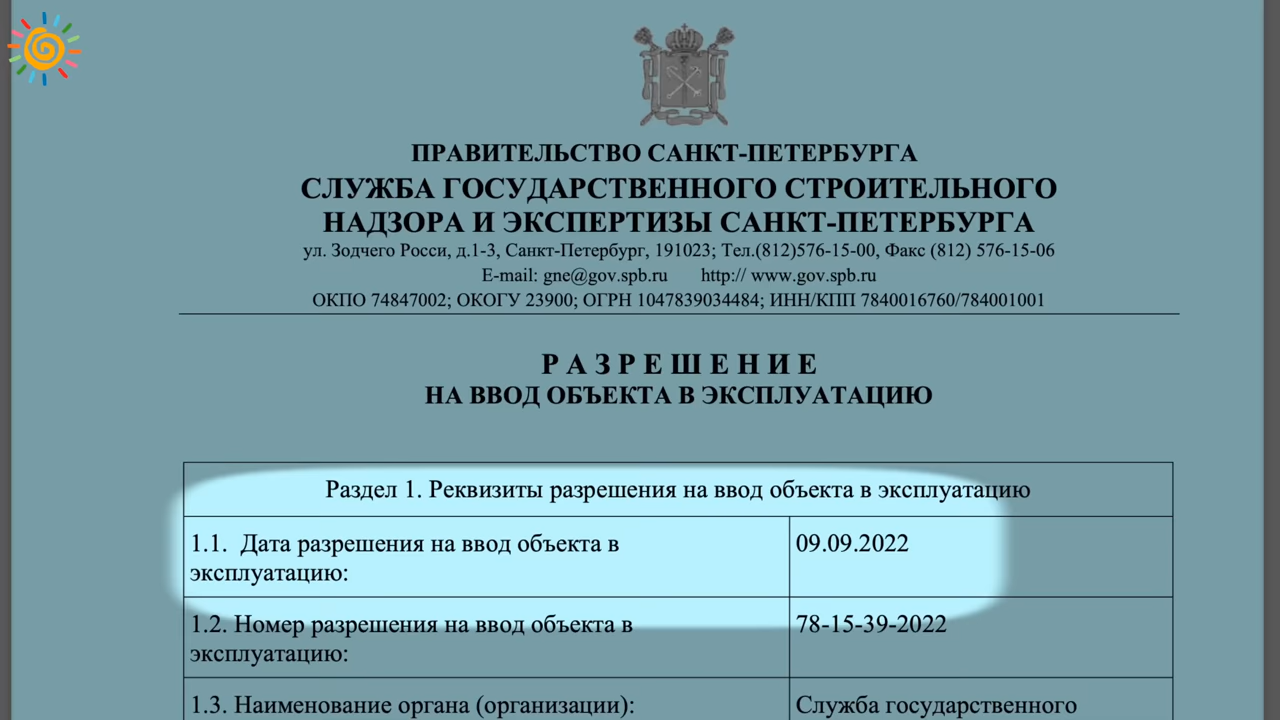 ПРАВИТЕЛЬСТВО САНКТ-ПЕТЕРБУРГА
СЛУЖБА ГОСУДАРСТВЕННОГО СТРОИТЕЛЬНОГО
НАДЗОРА И ЭКСПЕРТИЗЫ САНКТ-ПЕТЕРБУРГА
ул. Зодчего Росси, д.1-3, Санкт-Петербург, 191023; Тел.(812)576-15-00, Факс (812) 576-15-06
E-mail: gne@gov.spb.ru http:// www.gov.spb.ru
ОКПО 74847002; ОКОГУ 23900; ОГРН 1047839034484; ИНН/КПП 7840016760/784001001
Р А З Р Е Ш Е Н И Е
НА ВВОД ОБЪЕКТА В ЭКСПЛУАТАЦИЮ
Раздел 1. Реквизиты разрешения на ввод объекта в эксплуатацию
1.1. Дата разрешения на ввод объекта в
эксплуатацию:
09.09.2022
1.2. Номер разрешения на ввод объекта в
эксплуатацию:
78-15-39-2022
1.3. Наименование органа (организации):
Служба государственного